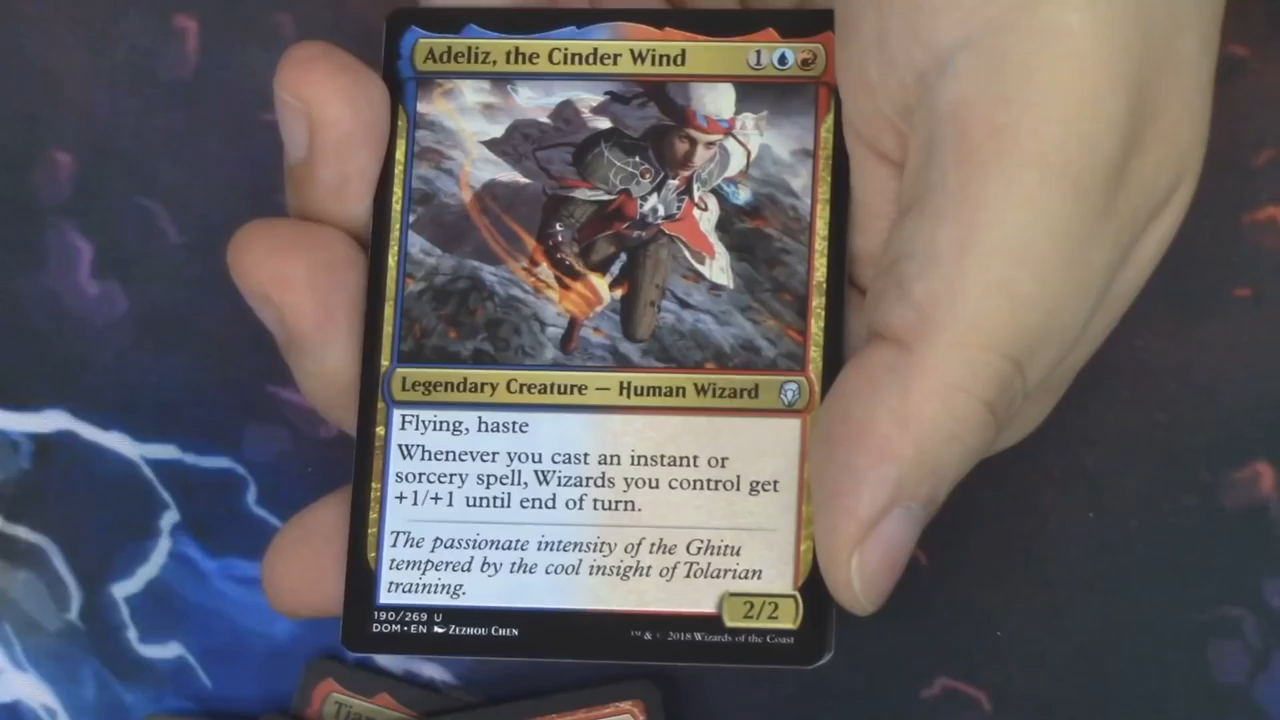 Adeliz, the Cinder Wind 1
Legendary Creature — Human Wizard
Flying, haste
Whenever you cast an instant or
sorcery spell, Wizards you control get
+1/+1 until end of turn.
The passionate intensity of the Ghitu
tempered by the cool insight of Tolarian
training.
2/2
190/269 U
DOM • EN Zezhou Chen
™ & © 2018 Wizards of the Coast